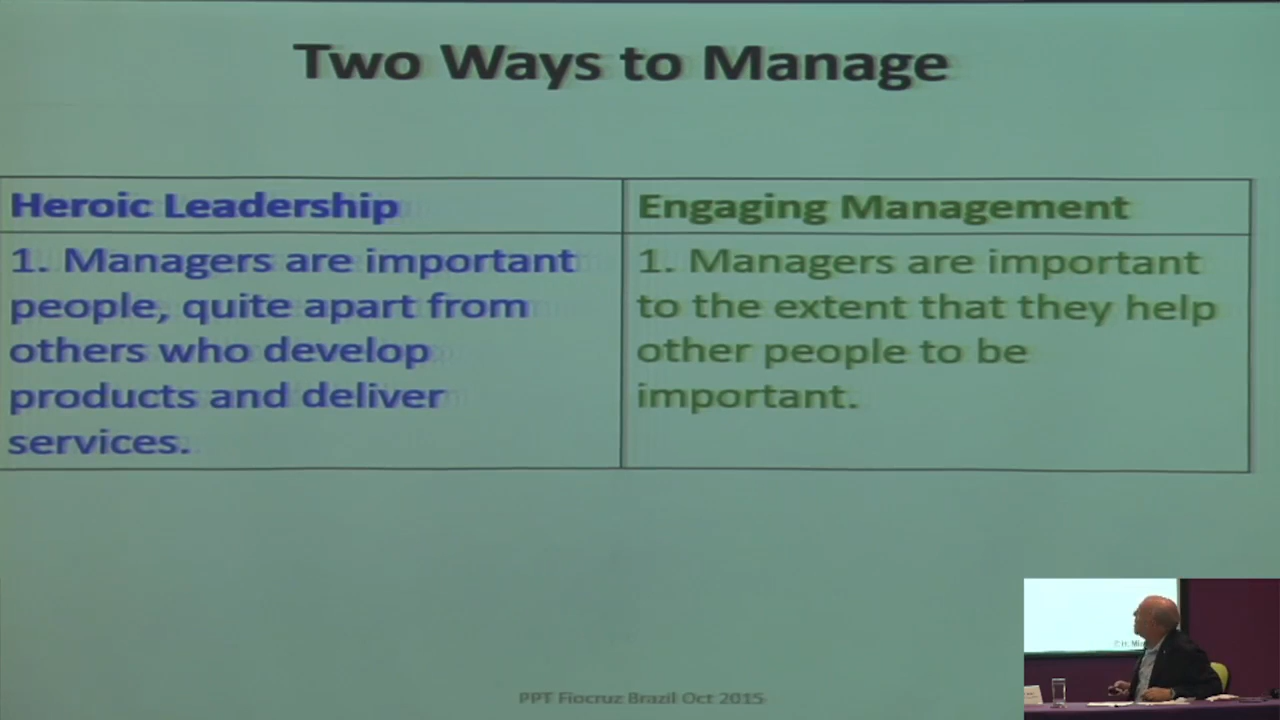 Two Ways to Manage
Heroic Leadership
1. Managers are important
people, quite apart from
others who develop
products and deliver
services.
Engaging Management
1. Managers are important
to the extent that they help
other people to be
important.
PPT Fiocruz Brazil Oct 2015